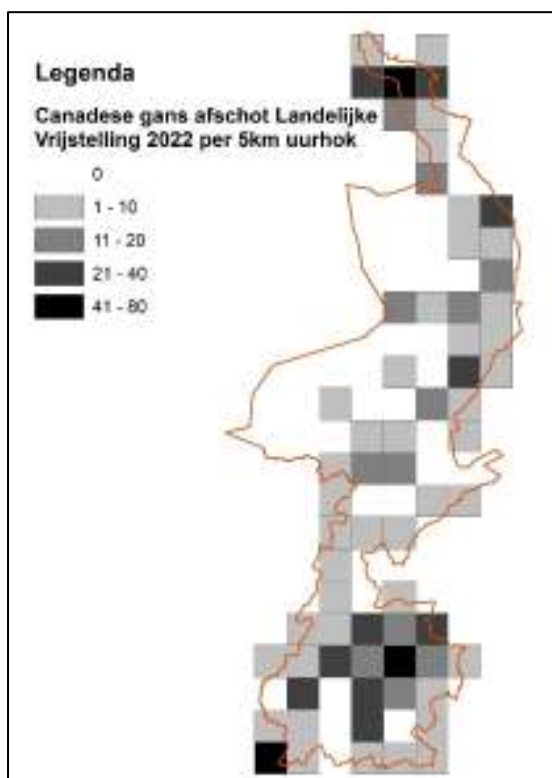 Legenda
Canadese gans afschot Landelijke
Vrijstelling 2022 per 5km uurhok
0
1 - 10
11 - 20
21 - 40
41 - 80